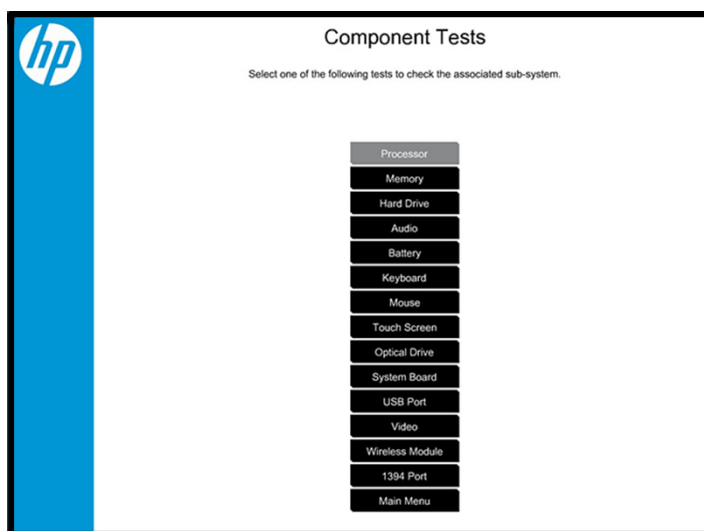 hp
Component Tests
Select one of the following tests to check the associated sub-system.
Processor
Memory
Hard Drive
Audio
Battery
Keyboard
Mouse
Touch Screen
Optical Drive
System Board
USB Port
Video
Wireless Module
1394 Port
Main Menu